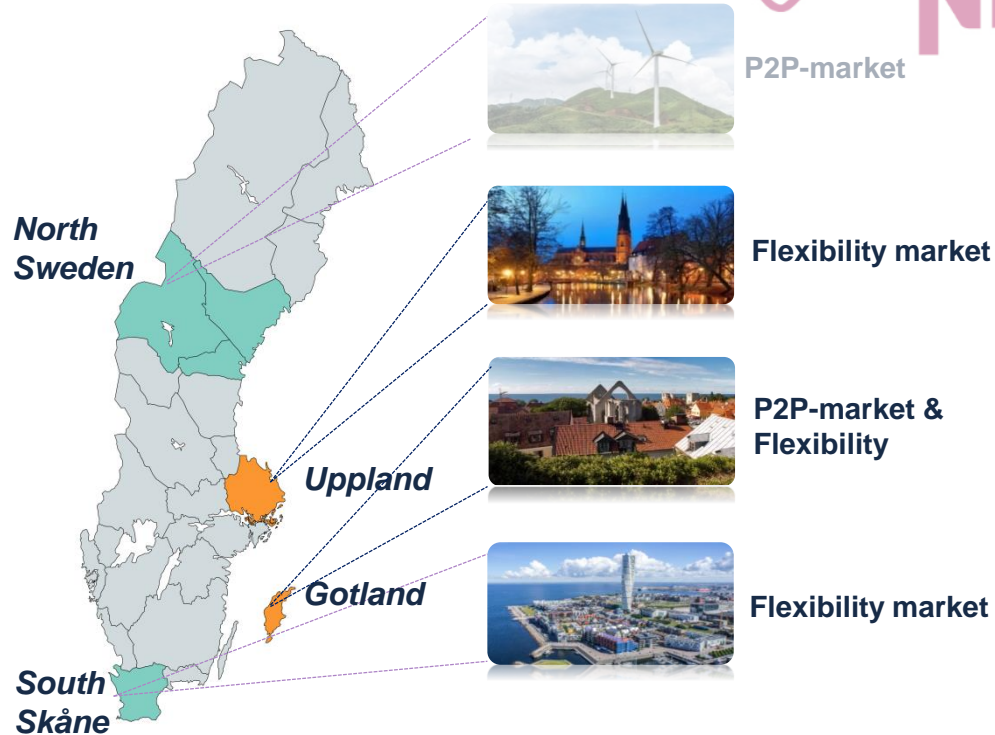 P2P-market
North
Sweden
Flexibility market
Uppland
P2P-market &
Flexibility
Gotland
Flexibility market
South
Skåne